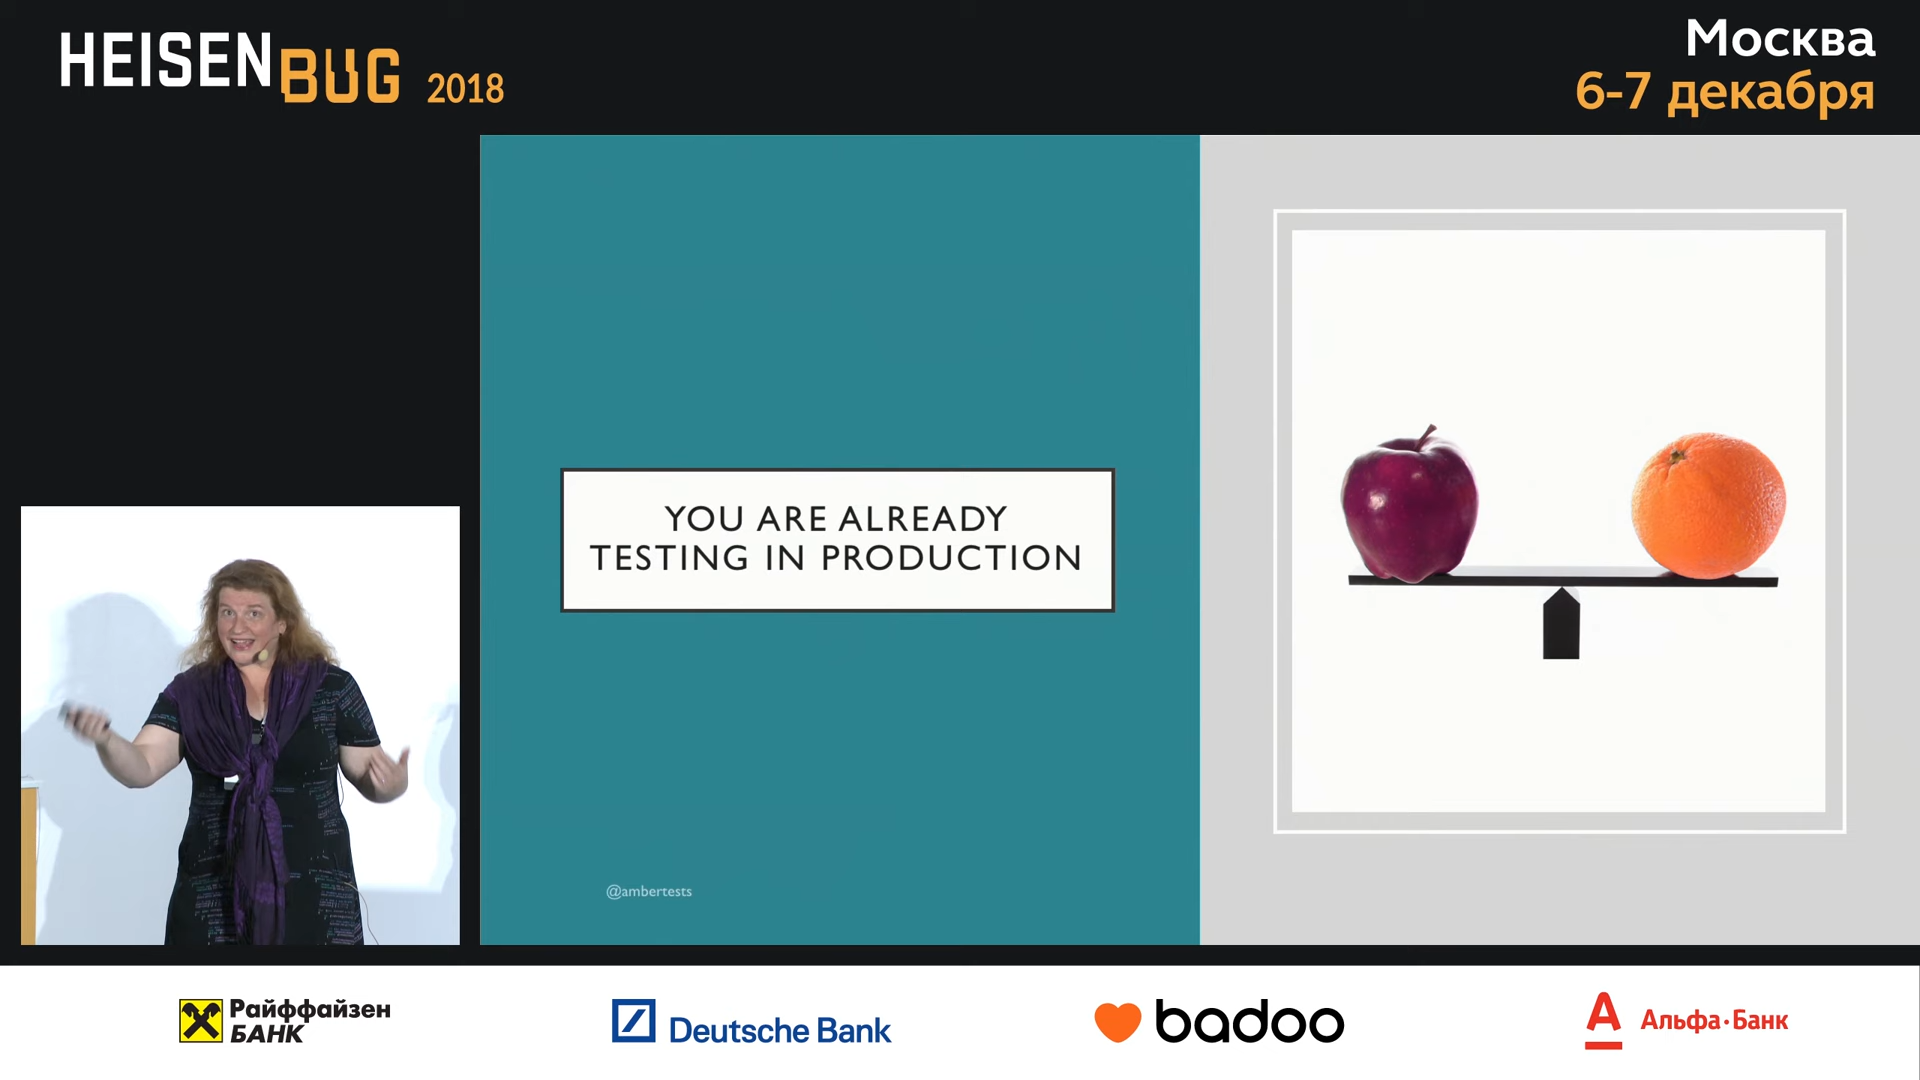 HEISENBUG 2018
Москва
6-7 декабря
YOU ARE ALREADY
TESTING IN PRODUCTION
@ambertests
Райффайзен
БАНК
Deutsche Bank
badoo
Альфа·Банк